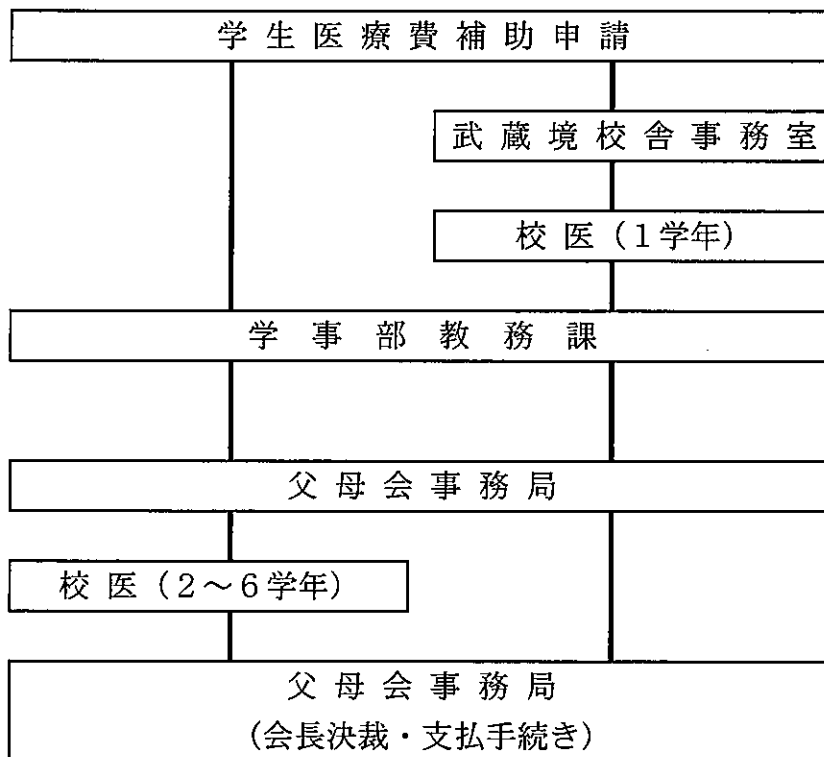 学生医療費補助申請
武蔵境校舎事務室
校医（１学年）
学事部教務課
父母会事務局
校医（２～６学年）
父母会事務局
（会長決裁・支払手続き）